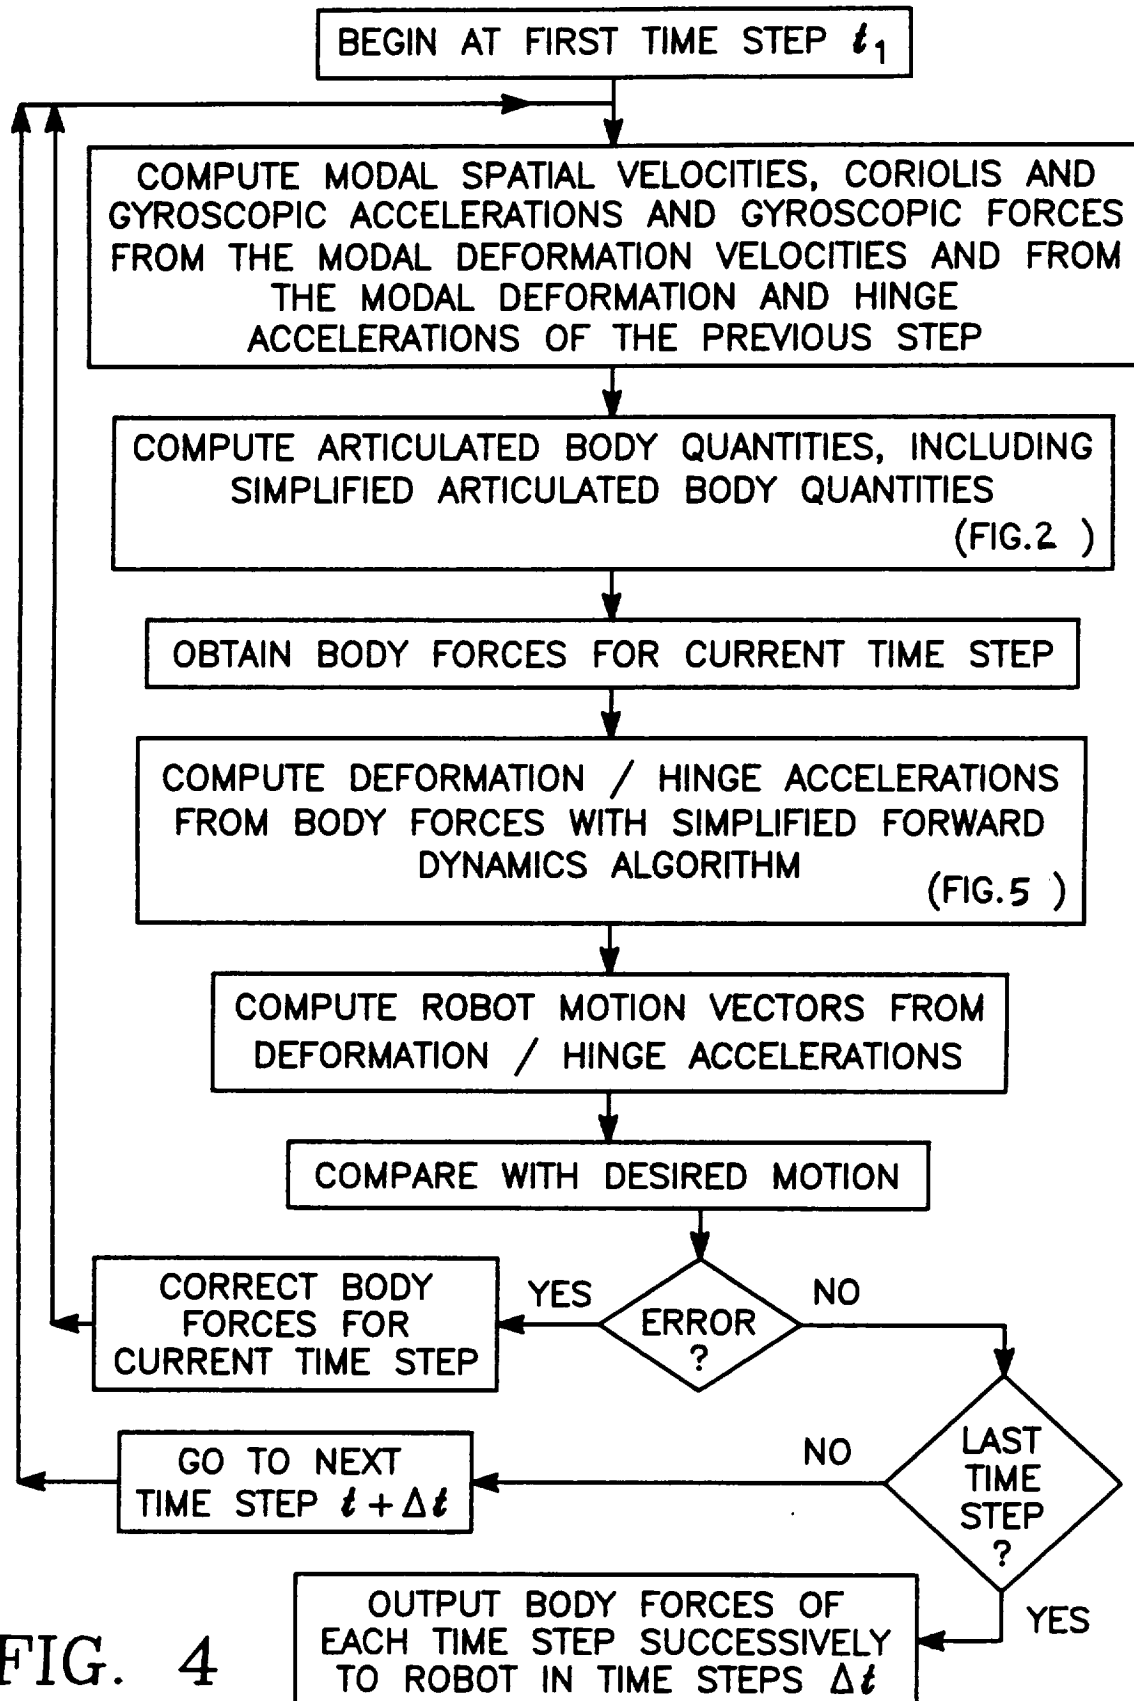 BEGIN AT FIRST TIME STEP t1
COMPUTE MODAL SPATIAL VELOCITIES, CORIOLIS AND
GYROSCOPIC ACCELERATIONS AND GYROSCOPIC FORCES
FROM THE MODAL DEFORMATION VELOCITIES AND FROM
THE MODAL DEFORMATION AND HINGE
ACCELERATIONS OF THE PREVIOUS STEP
COMPUTE ARTICULATED BODY QUANTITIES, INCLUDING
SIMPLIFIED ARTICULATED BODY QUANTITIES
(FIG.2 )
OBTAIN BODY FORCES FOR CURRENT TIME STEP
COMPUTE DEFORMATION / HINGE ACCELERATIONS
FROM BODY FORCES WITH SIMPLIFIED FORWARD
DYNAMICS ALGORITHM
(FIG.5 )
COMPUTE ROBOT MOTION VECTORS FROM
DEFORMATION / HINGE ACCELERATIONS
COMPARE WITH DESIRED MOTION
CORRECT BODY
FORCES FOR
CURRENT TIME STEP
YES
ERROR
?
NO
GO TO NEXT
TIME STEP t + Δt
NO
LAST
TIME
STEP
?
YES
OUTPUT BODY FORCES OF
EACH TIME STEP SUCCESSIVELY
TO ROBOT IN TIME STEPS Δt
FIG. 4